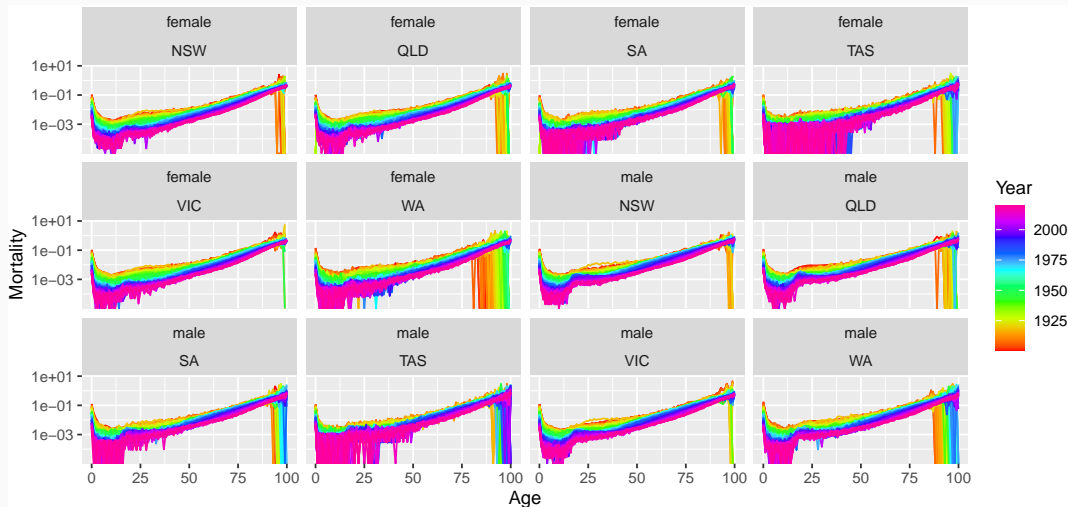 female female female female
NSW QLD SA TAS
1e+01
1e-01
1e-03
female female male male
VIC WA NSW QLD
1e+01
1e-01
1e-03
male male male male
SA TAS VIC WA
1e+01
1e-01
1e-03
0 25 50 75 100 0 25 50 75 100 0 25 50 75 100 0 25 50 75 100
Age
Mortality
Year
2000
1975
1950
1925